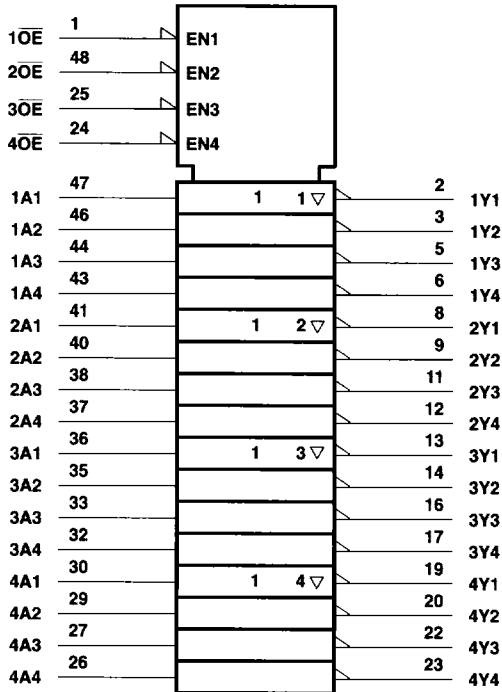 1O̅E̅ 1 EN1
2O̅E̅ 48 EN2
3O̅E̅ 25 EN3
4O̅E̅ 24 EN4
1A1 47 1 1 ▽ 2 1Y1
1A2 46 3 1Y2
1A3 44 5 1Y3
1A4 43 6 1Y4
2A1 41 1 2 ▽ 8 2Y1
2A2 40 9 2Y2
2A3 38 11 2Y3
2A4 37 12 2Y4
3A1 36 1 3 ▽ 13 3Y1
3A2 35 14 3Y2
3A3 33 16 3Y3
3A4 32 17 3Y4
4A1 30 1 4 ▽ 19 4Y1
4A2 29 20 4Y2
4A3 27 22 4Y3
4A4 26 23 4Y4